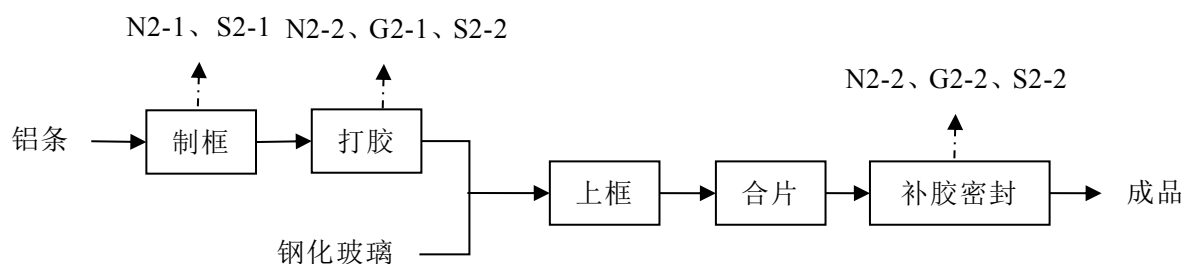 N2-1、S2-1
N2-2、G2-1、S2-2
N2-2、G2-2、S2-2
铝条
制框
打胶
上框
合片
补胶密封
成品
钢化玻璃